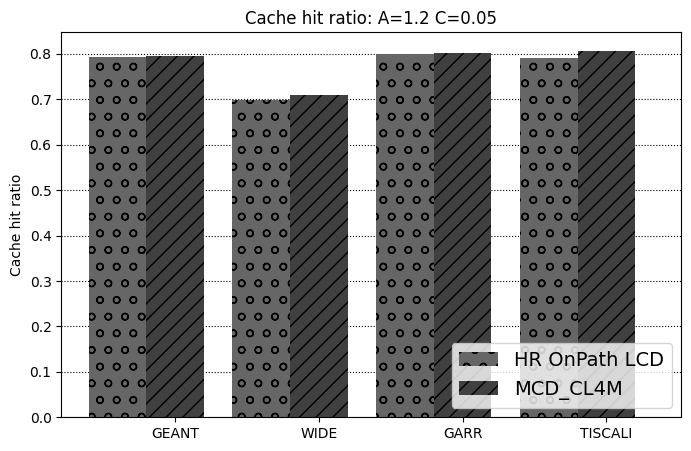 Cache hit ratio: A=1.2 C=0.05
Cache hit ratio
0.8
0.7
0.6
0.5
0.4
0.3
0.2
0.1
0.0
HR OnPath LCD
MCD_CL4M
GEANT WIDE GARR TISCALI